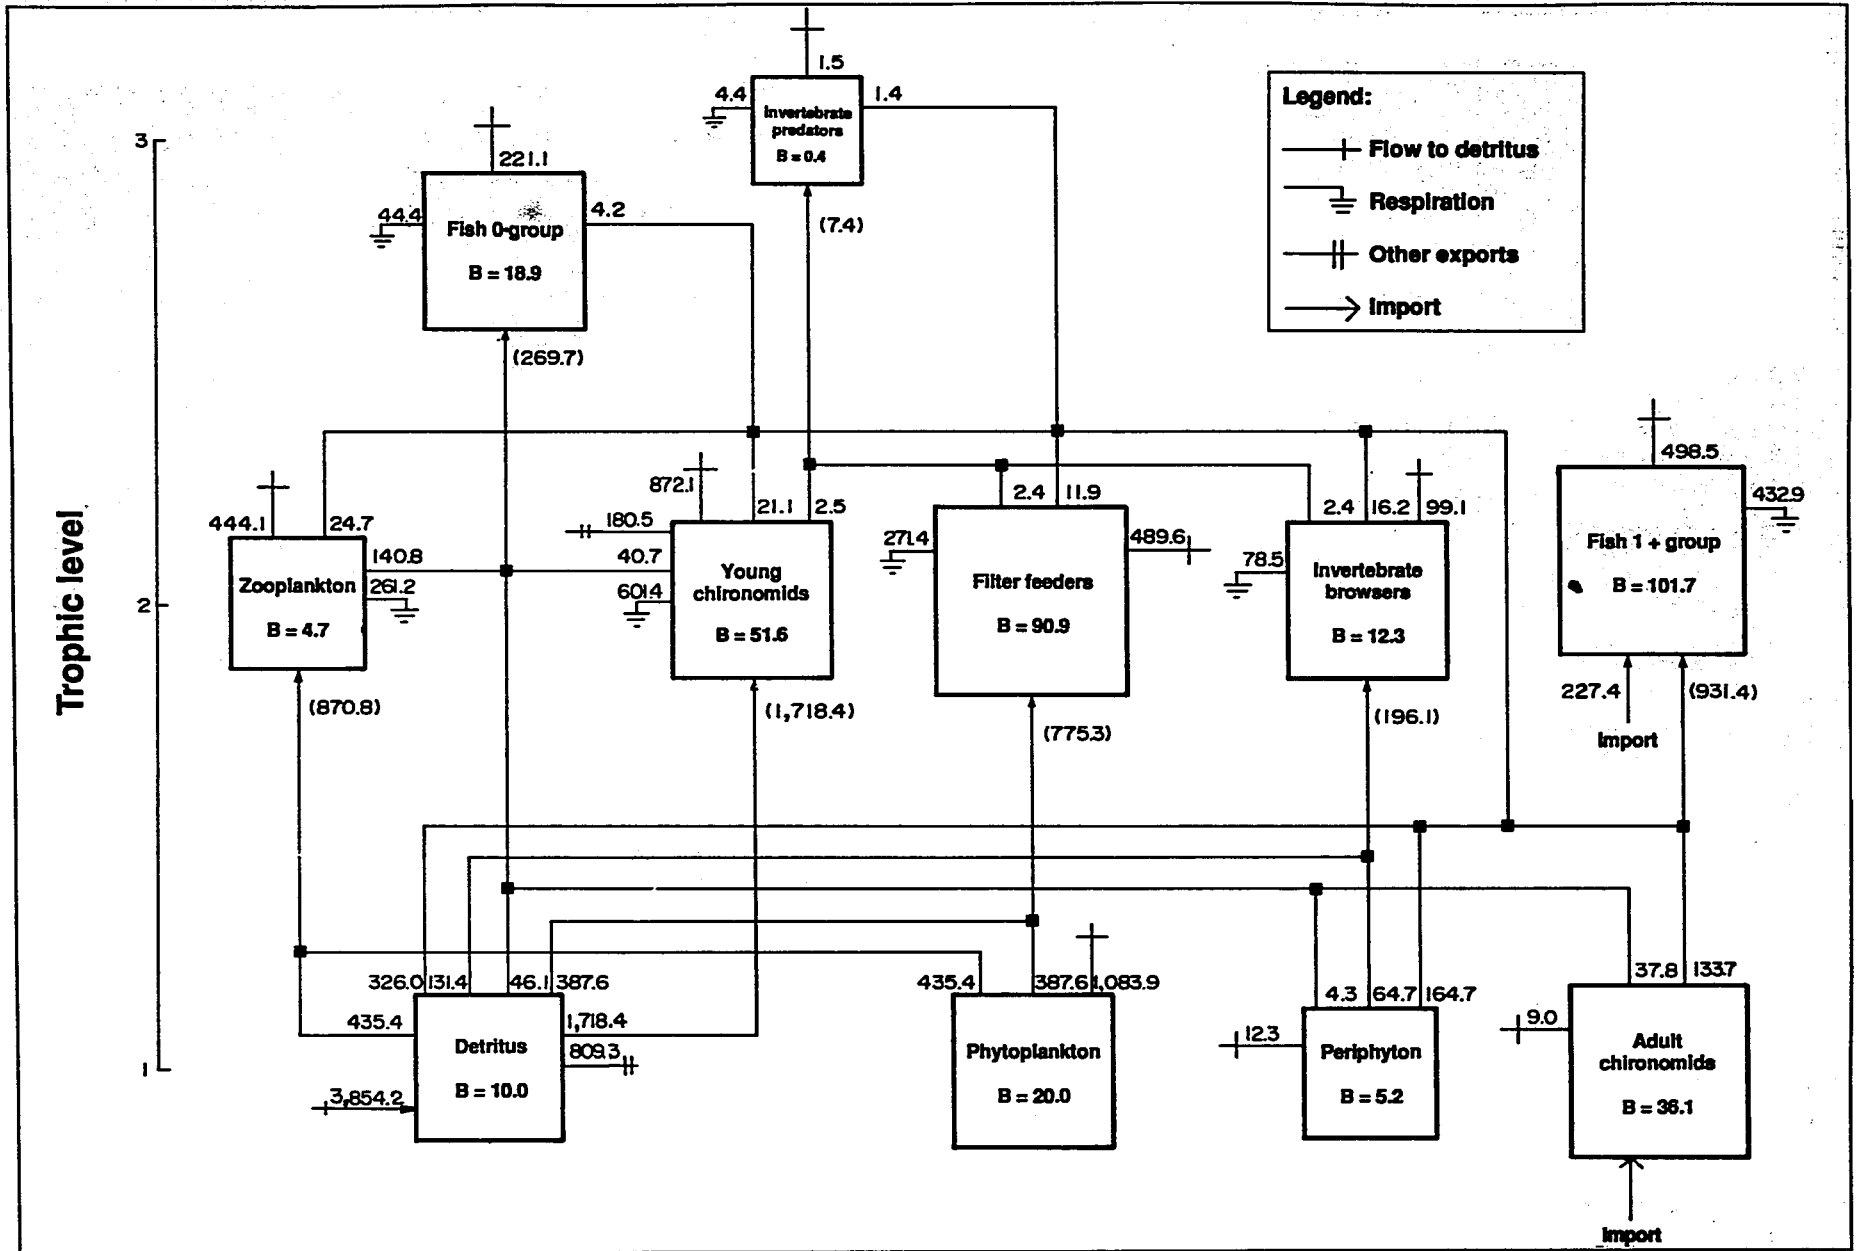 1.5
4.4
1.4
Invertebrate
predators
B = 0.4
Legend:
Flow to detritus
Respiration
Other exports
Import
3
221.1
44.4
4.2
Fish 0-group
B = 18.9
(7.4)
(269.7)
Trophic level
2
444.1
24.7
140.8
261.2
Zooplankton
B = 4.7
(870.8)
872.1
180.5
21.1
2.5
40.7
601.4
Young
chironomids
B = 51.6
(1,718.4)
2.4
11.9
271.4
489.6
Filter feeders
B = 90.9
(775.3)
2.4
16.2
99.1
78.5
Invertebrate
browsers
B = 12.3
(196.1)
498.5
432.9
Fish 1 + group
B = 101.7
227.4
(931.4)
Import
1
326.0
131.4
46.1
387.6
435.4
1,718.4
809.3
3,854.2
Detritus
B = 10.0
435.4
387.6
1,083.9
Phytoplankton
B = 20.0
4.3
64.7
164.7
12.3
Periphyton
B = 5.2
37.8
133.7
9.0
Adult
chironomids
B = 36.1
Import